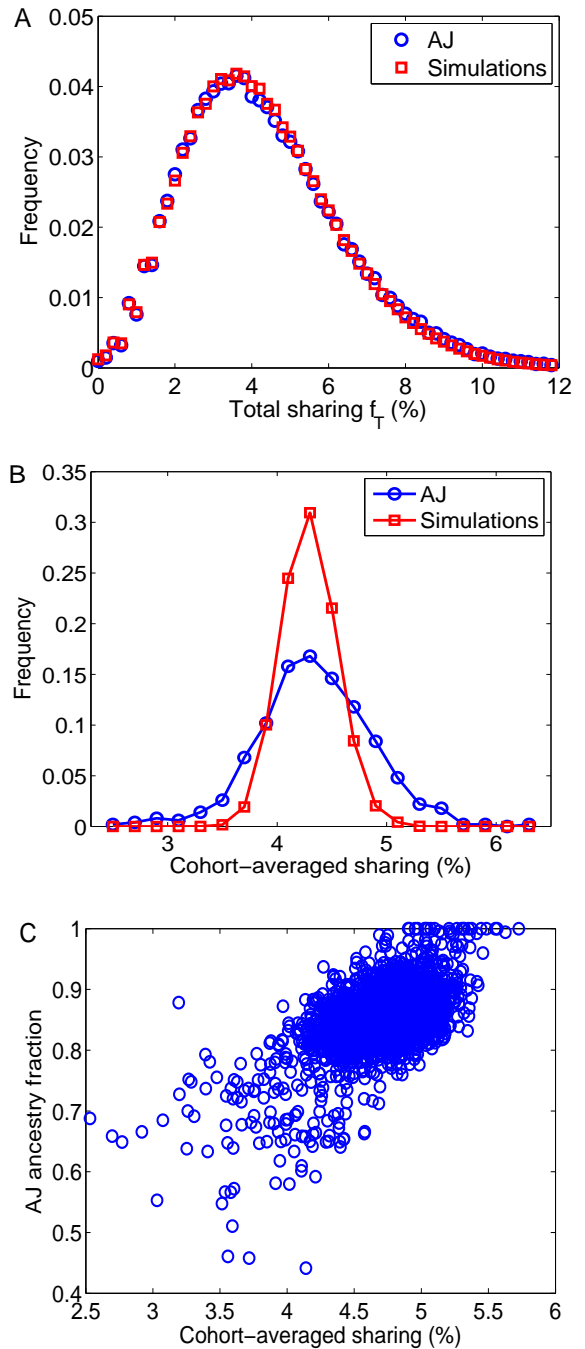 A
0.05
0.04
0.03
0.02
0.01
0
Frequency
AJ
Simulations
0 2 4 6 8 10 12
Total sharing f_T (%)
B
0.35
0.3
0.25
0.2
0.15
0.1
0.05
0
Frequency
AJ
Simulations
3 4 5 6
Cohort−averaged sharing (%)
C
1
0.9
0.8
0.7
0.6
0.5
0.4
AJ ancestry fraction
2.5 3 3.5 4 4.5 5 5.5 6
Cohort−averaged sharing (%)